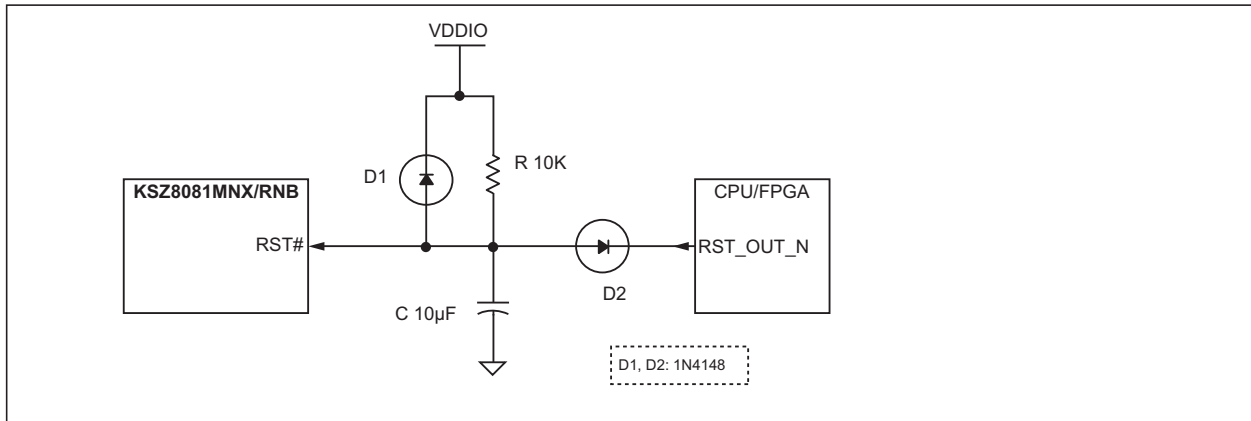 VDDIO
D1
R 10K
KSZ8081MNX/RNB
RST#
CPU/FPGA
RST_OUT_N
D2
C 10µF
D1, D2: 1N4148